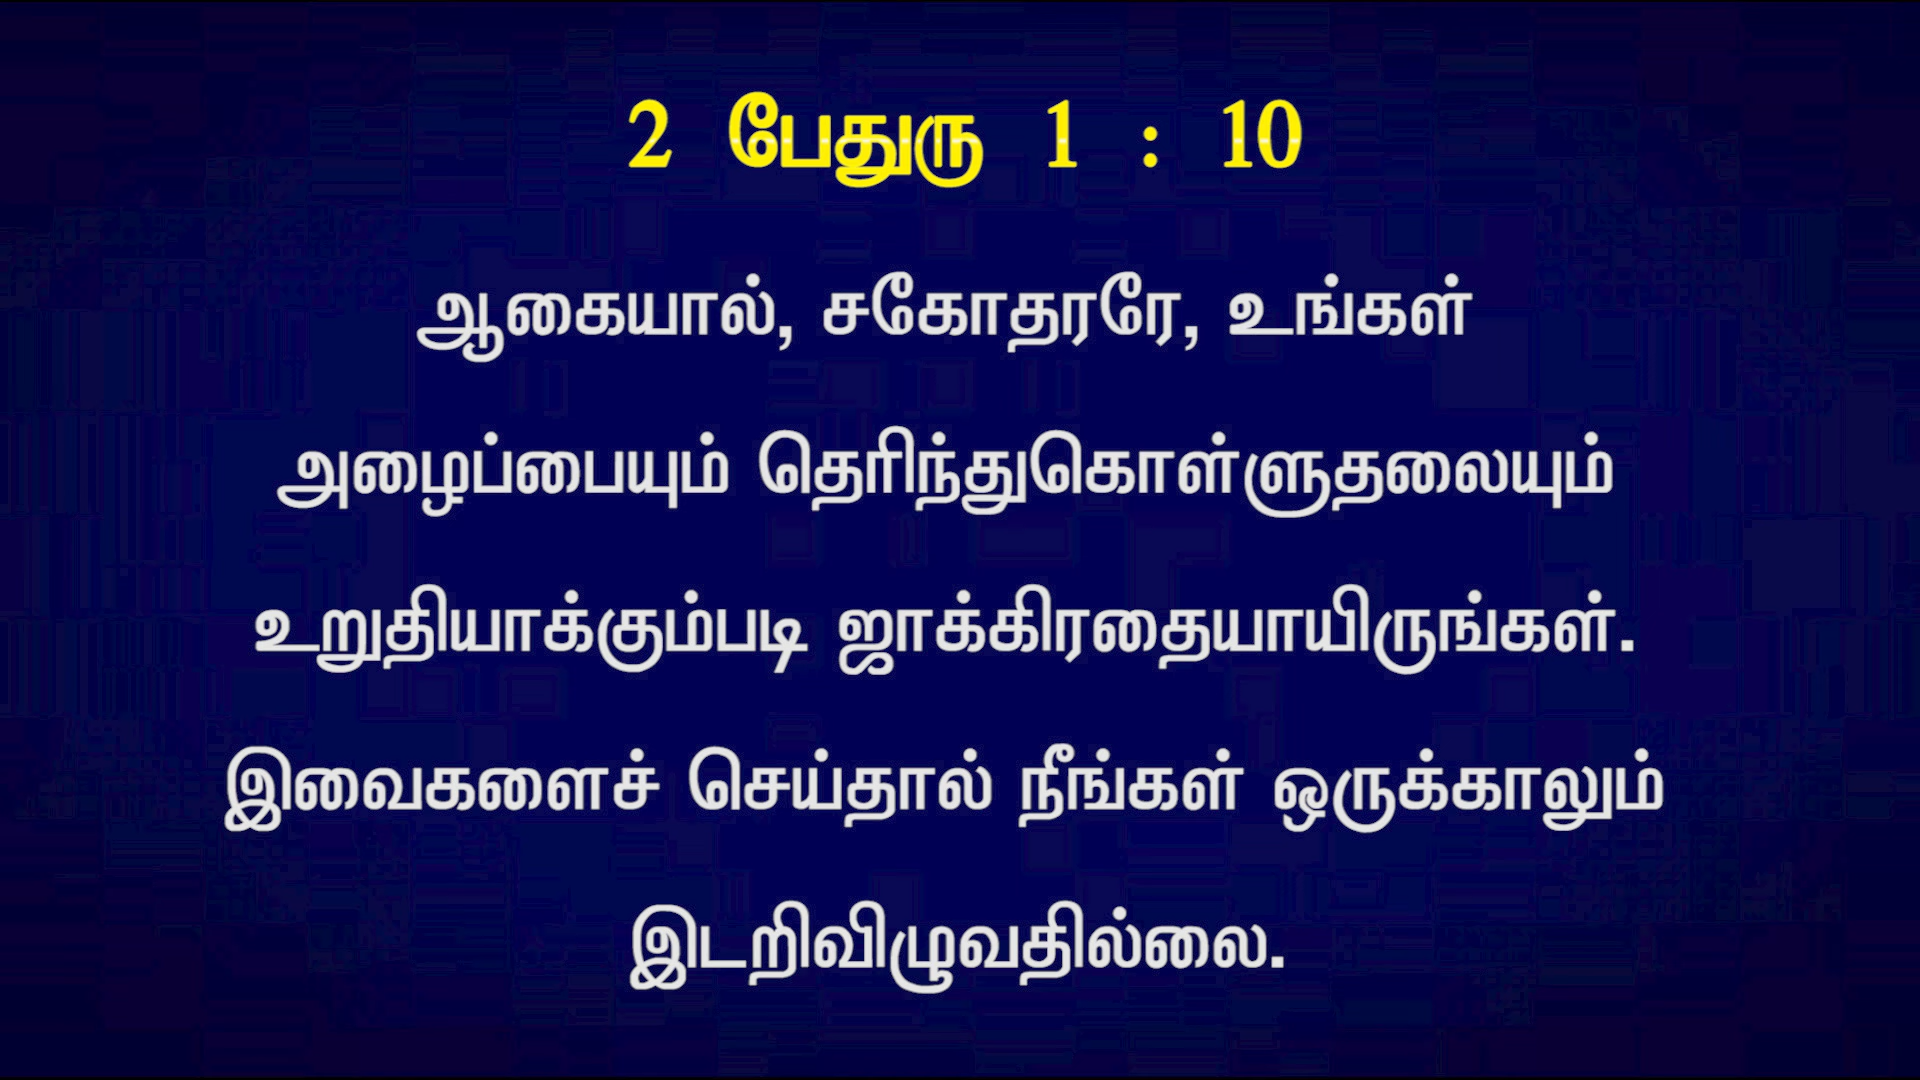 2 பேதுரு 1 : 10
ஆகையால், சகோதரரே, உங்கள்
அழைப்பையும் தெரிந்துகொள்ளுதலையும்
உறுதியாக்கும்படி ஜாக்கிரதையாயிருங்கள்.
இவைகளைச் செய்தால் நீங்கள் ஒருக்காலும்
இடறிவிழுவதில்லை.